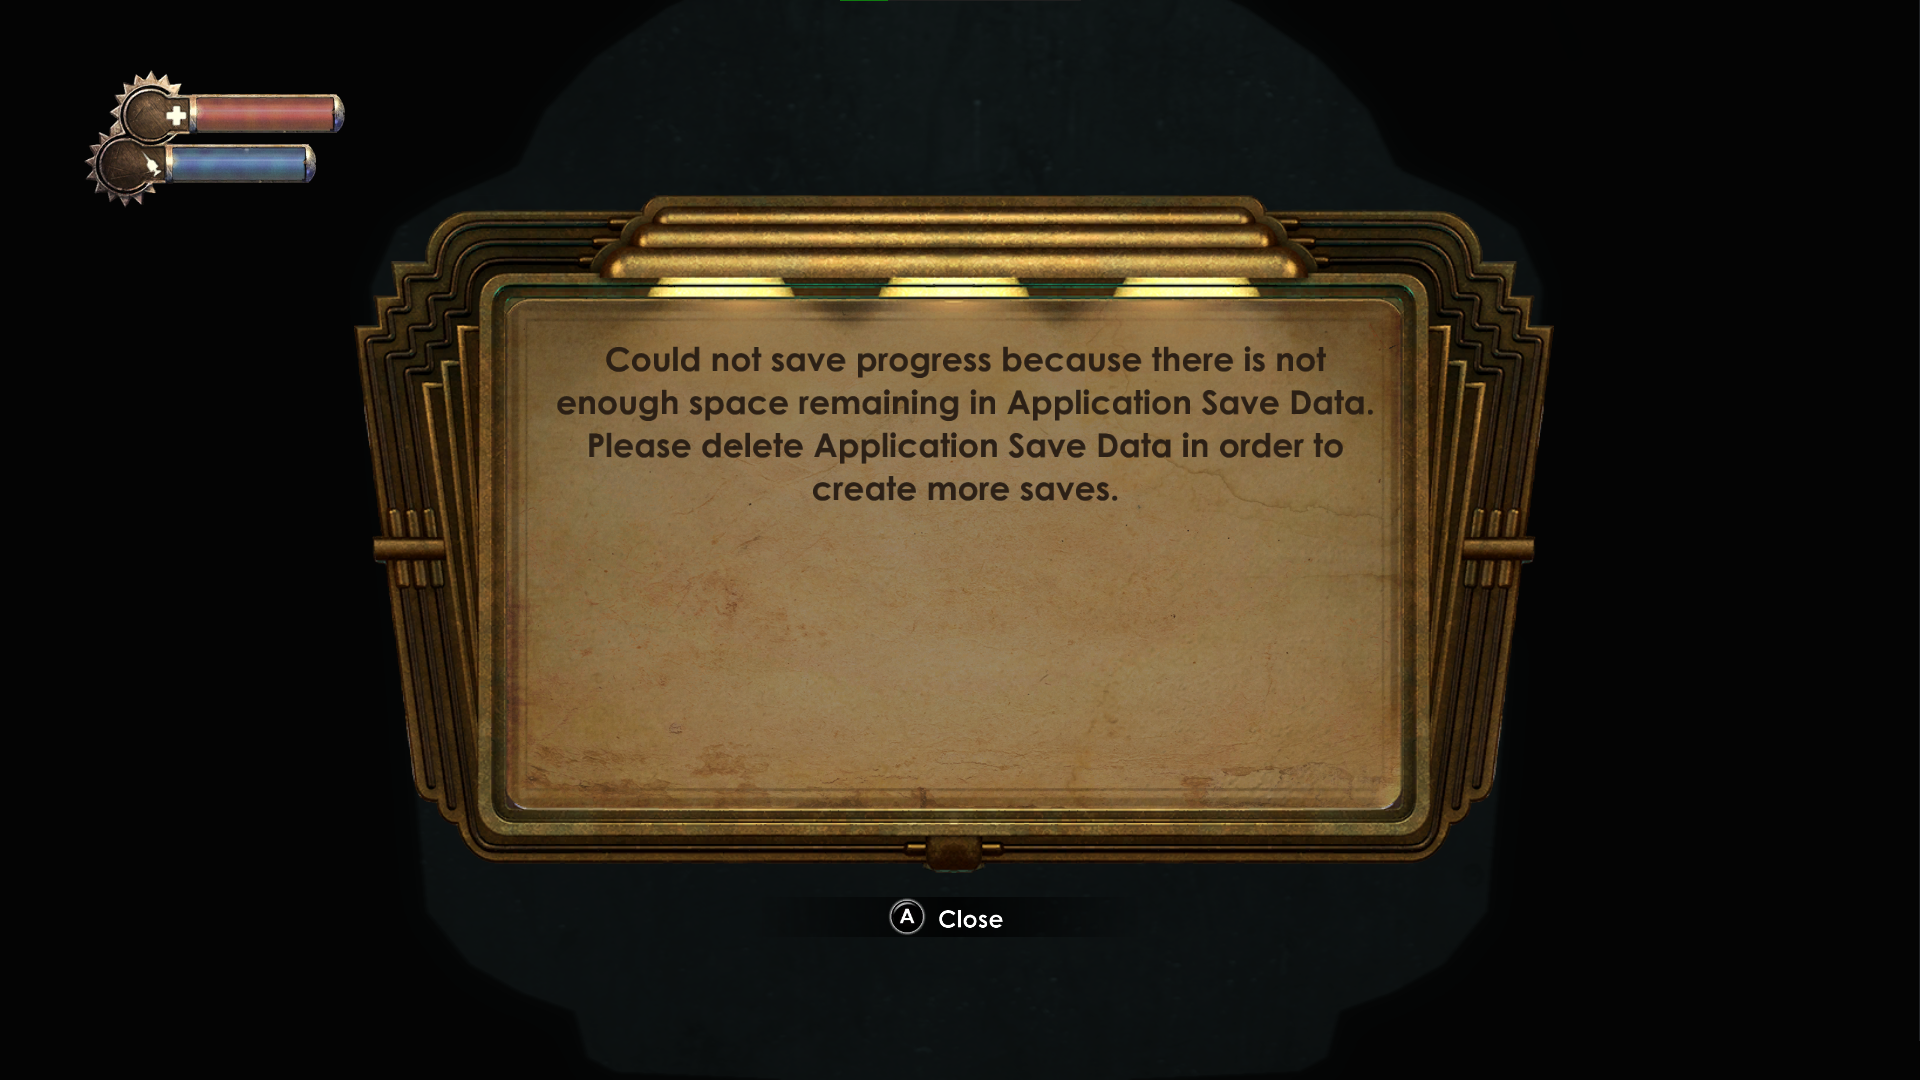 Could not save progress because there is not
enough space remaining in Application Save Data.
Please delete Application Save Data in order to
create more saves.
A Close